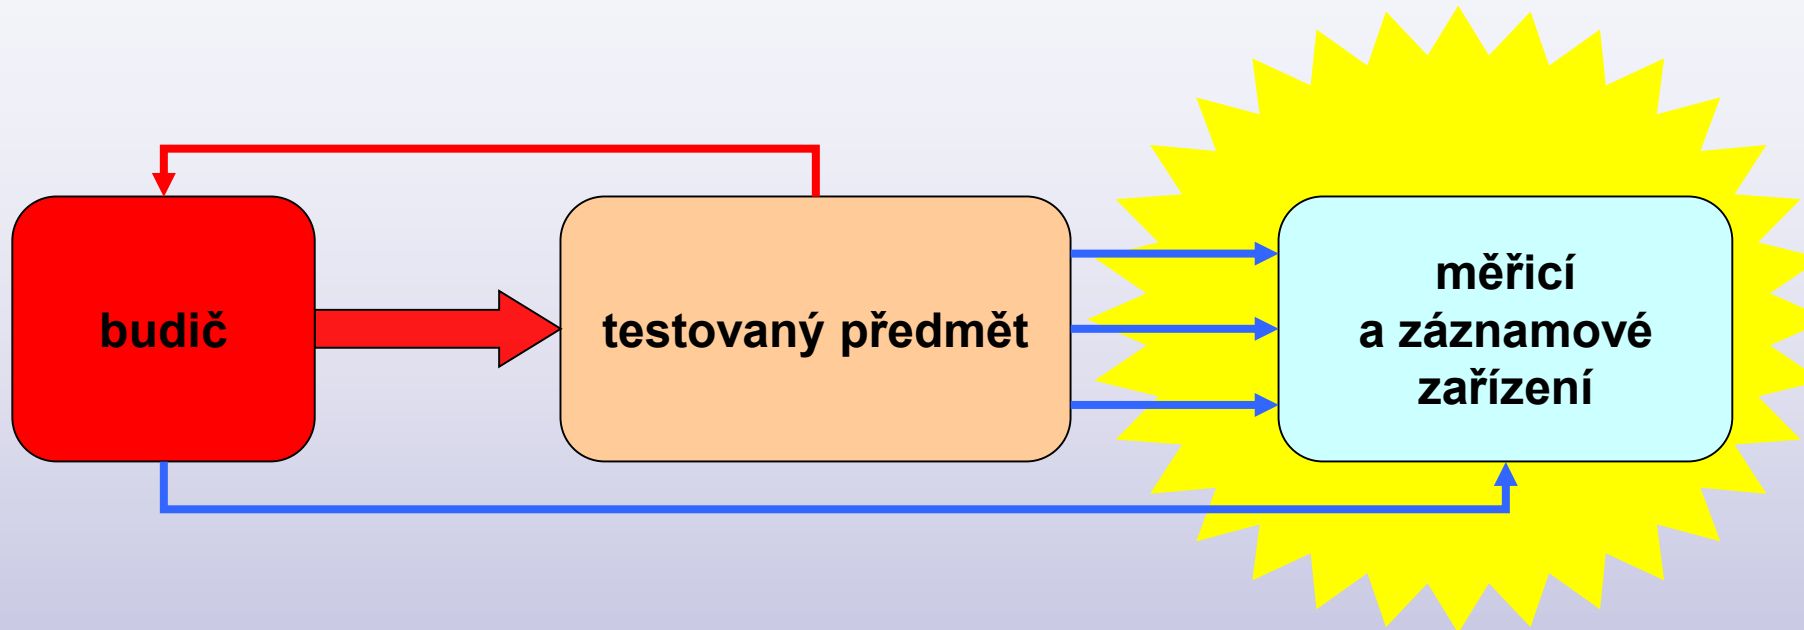 budič
testovaný předmět
měřicí
a záznamové
zařízení